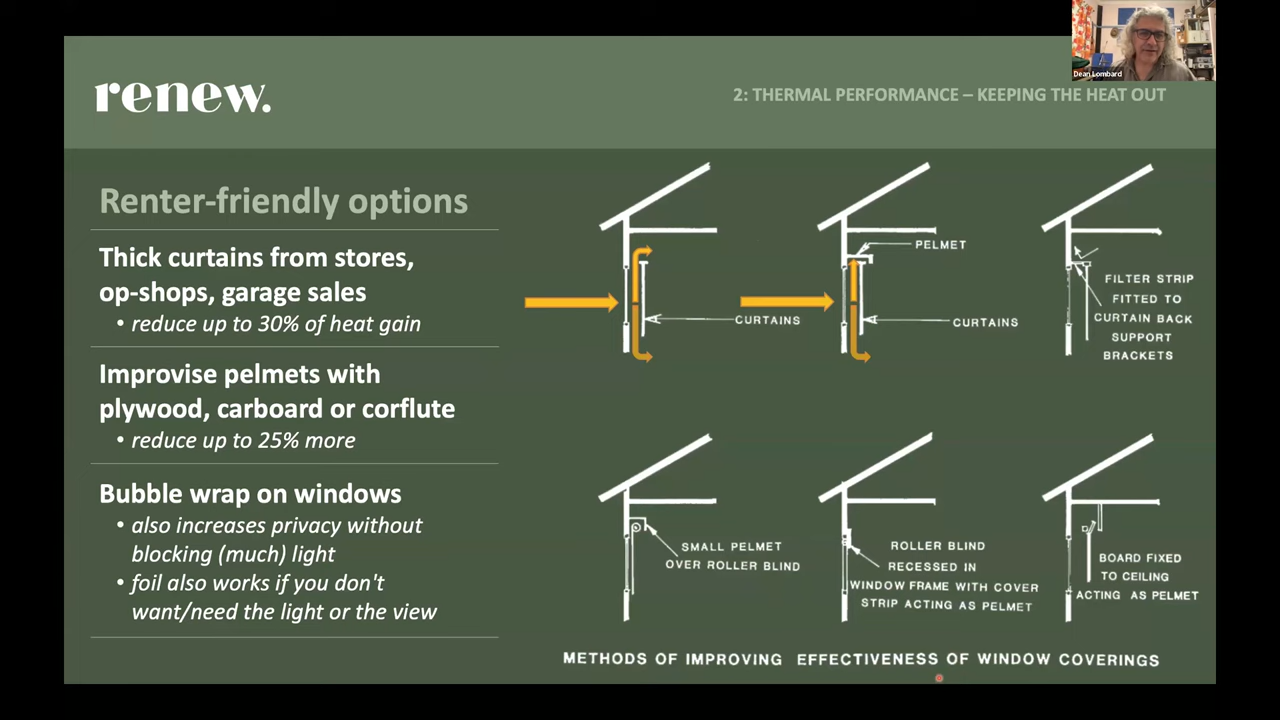 Dean Lombard
renew.
2: THERMAL PERFORMANCE – KEEPING THE HEAT OUT
Renter-friendly options
Thick curtains from stores,
op-shops, garage sales
• reduce up to 30% of heat gain
Improvise pelmets with
plywood, carboard or corflute
• reduce up to 25% more
Bubble wrap on windows
• also increases privacy without
blocking (much) light
• foil also works if you don't
want/need the light or the view
CURTAINS
PELMET
CURTAINS
FILTER STRIP
FITTED TO
CURTAIN BACK
SUPPORT
BRACKETS
SMALL PELMET
OVER ROLLER BLIND
ROLLER BLIND
RECESSED IN
WINDOW FRAME WITH COVER
STRIP ACTING AS PELMET
BOARD FIXED
TO CEILING
ACTING AS PELMET
METHODS OF IMPROVING EFFECTIVENESS OF WINDOW COVERINGS